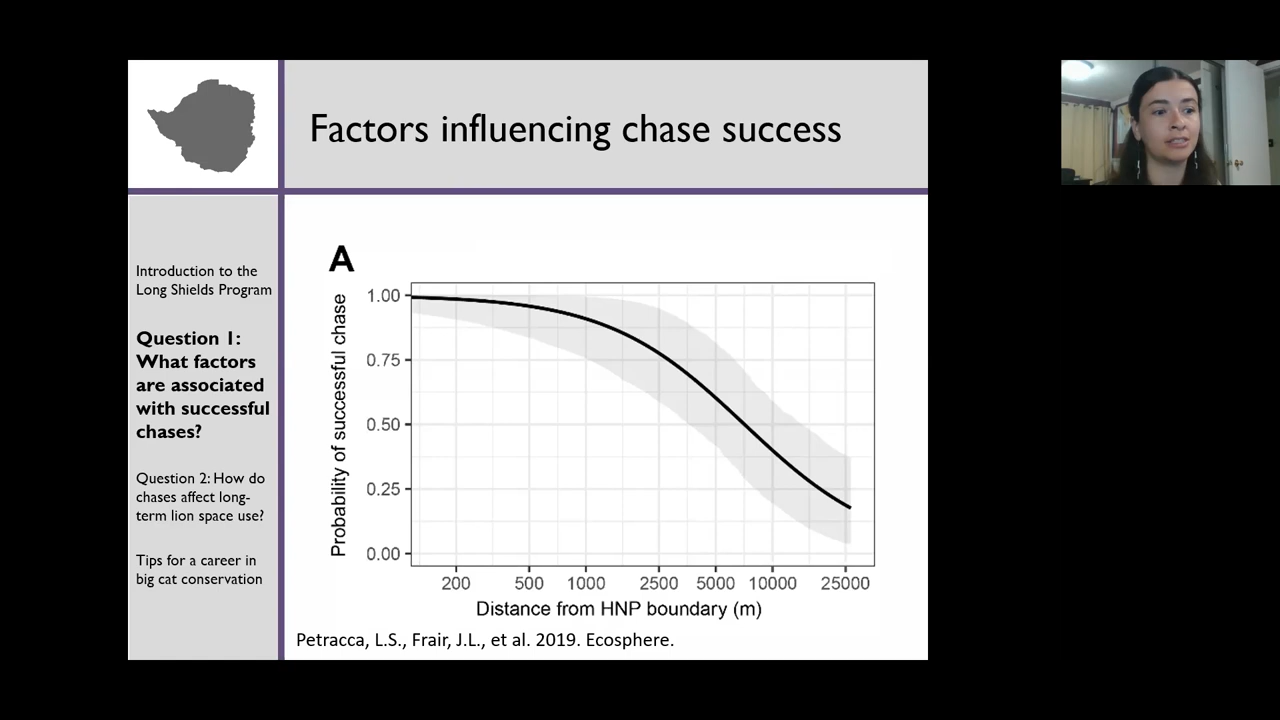 Factors influencing chase success
Introduction to the
Long Shields Program
Question 1:
What factors
are associated
with successful
chases?
Question 2: How do
chases affect long-
term lion space use?
Tips for a career in
big cat conservation
A
Probability of successful chase
1.00
0.75
0.50
0.25
0.00
200 500 1000 2500 5000 10000 25000
Distance from HNP boundary (m)
Petracca, L.S., Frair, J.L., et al. 2019. Ecosphere.